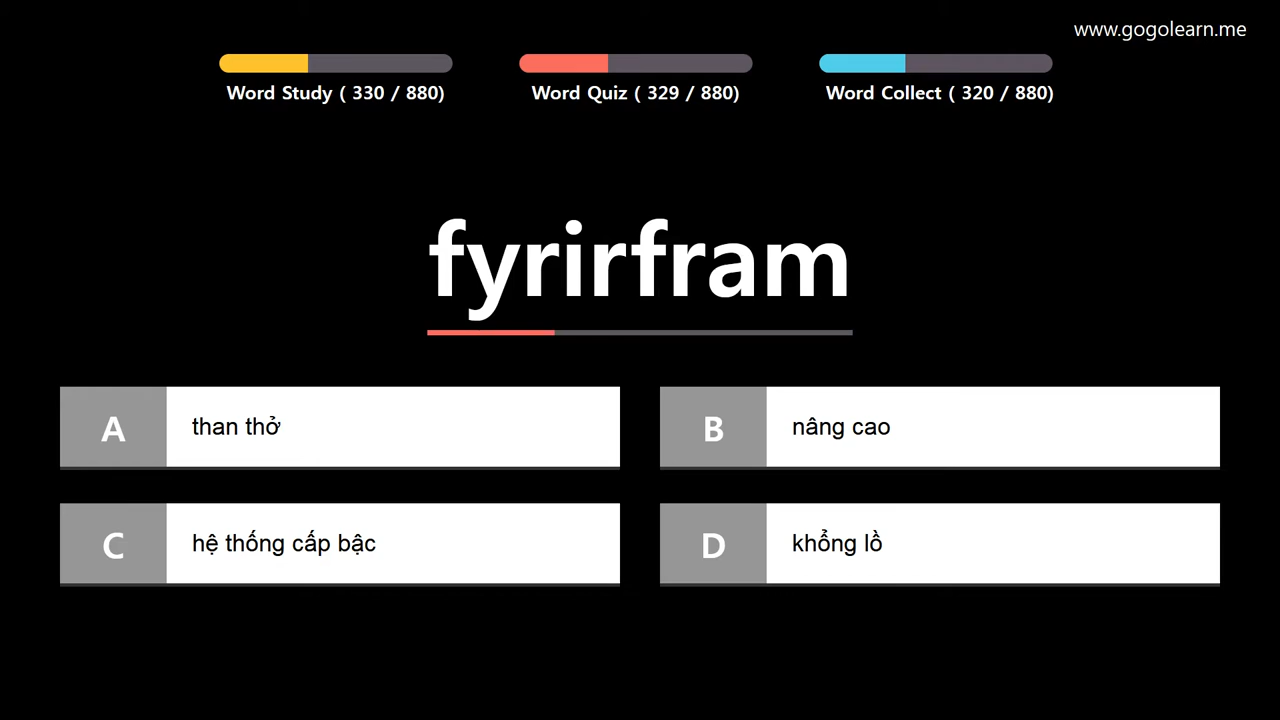 www.gogolearn.me
Word Study ( 330 / 880)
Word Quiz ( 329 / 880)
Word Collect ( 320 / 880)
fyrirfram
A than thở
B nâng cao
C hệ thống cấp bậc
D khổng lồ